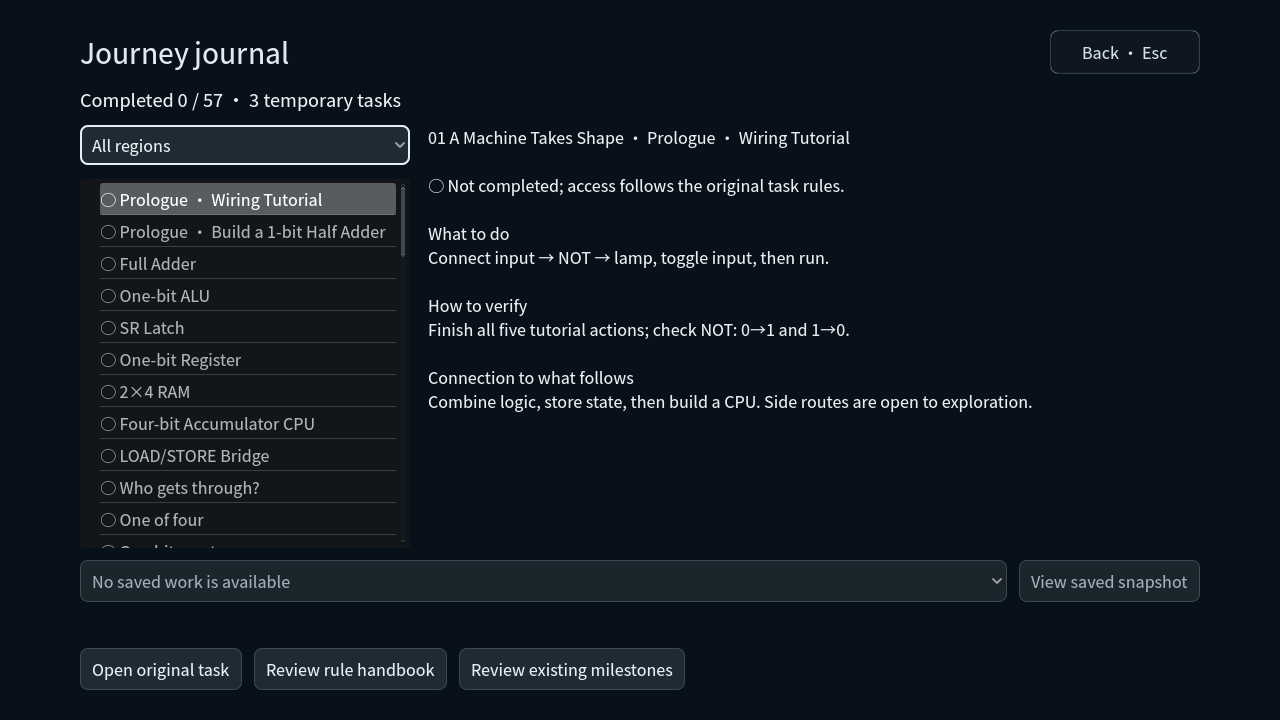 Journey journal
Back · Esc
Completed 0 / 57 · 3 temporary tasks
All regions
01 A Machine Takes Shape · Prologue · Wiring Tutorial
○ Not completed; access follows the original task rules.
What to do
Connect input → NOT → lamp, toggle input, then run.
How to verify
Finish all five tutorial actions; check NOT: 0→1 and 1→0.
Connection to what follows
Combine logic, store state, then build a CPU. Side routes are open to exploration.
○ Prologue · Wiring Tutorial
○ Prologue · Build a 1-bit Half Adder
○ Full Adder
○ One-bit ALU
○ SR Latch
○ One-bit Register
○ 2×4 RAM
○ Four-bit Accumulator CPU
○ LOAD/STORE Bridge
○ Who gets through?
○ One of four
No saved work is available
View saved snapshot
Open original task
Review rule handbook
Review existing milestones